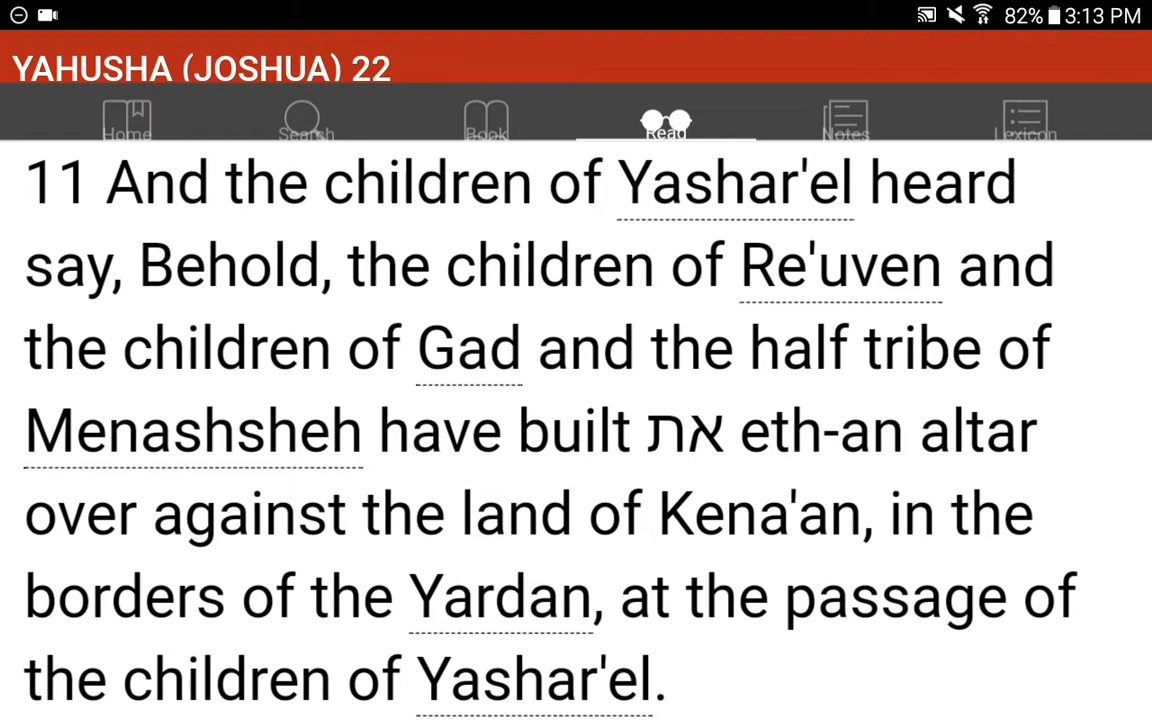 82% 3:13 PM
YAHUSHA (JOSHUA) 22
Home Search Book Read Notes Lexicon
11 And the children of Yashar'el heard
say, Behold, the children of Re'uven and
the children of Gad and the half tribe of
Menashsheh have built את eth-an altar
over against the land of Kena'an, in the
borders of the Yardan, at the passage of
the children of Yashar'el.